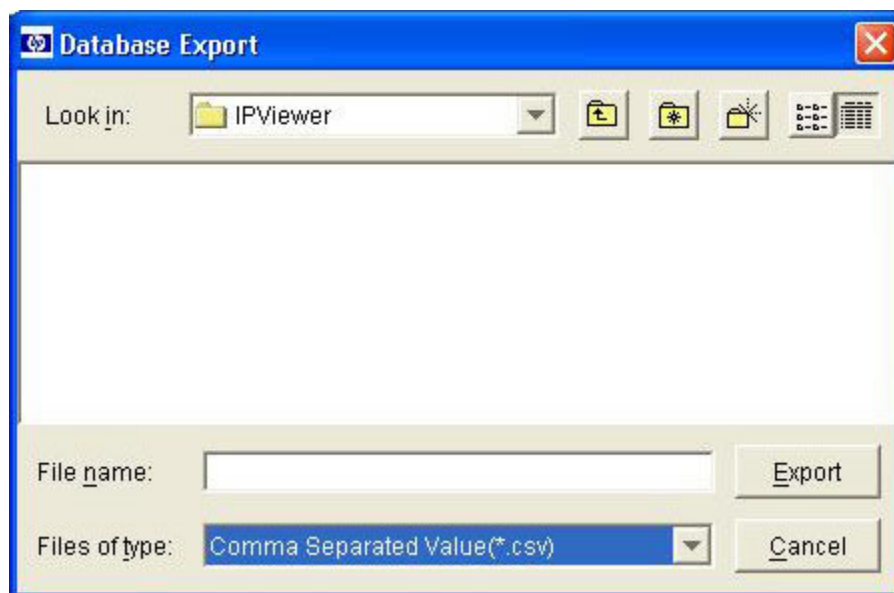 Database Export
Look in:
IPViewer
File name:
Export
Files of type:
Comma Separated Value(*.csv)
Cancel